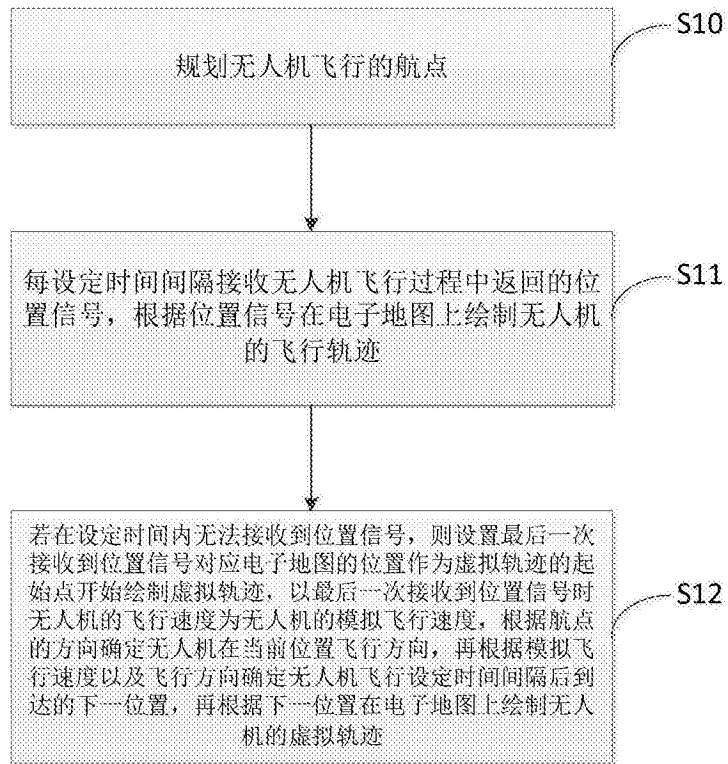 规划无人机飞行的航点
S10
每设定时间间隔接收无人机飞行过程中返回的位
置信号，根据位置信号在电子地图上绘制无人机
的飞行轨迹
S11
若在设定时间内无法接收到位置信号，则设置最后一次
接收到位置信号对应电子地图的位置作为虚拟轨迹的起
始点开始绘制虚拟轨迹，以最后一次接收到位置信号时
无人机的飞行速度为无人机的模拟飞行速度，根据航点
的方向确定无人机在当前位置飞行方向，再根据模拟飞
行速度以及飞行方向确定无人机飞行设定时间间隔后到
达的下一位置，再根据下一位置在电子地图上绘制无人
机的虚拟轨迹
S12